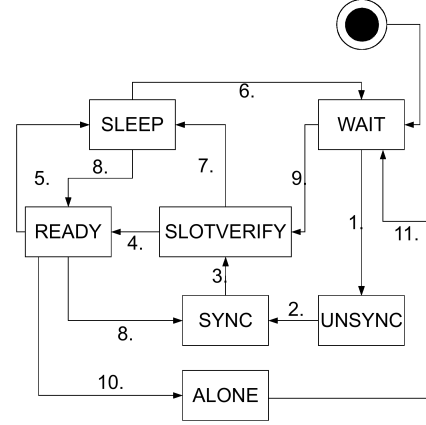 6.
SLEEP
WAIT
5.
8.
7.
9.
READY
SLOTVERIFY
4.
1.
11.
3.
SYNC
2.
UNSYNC
8.
10.
ALONE